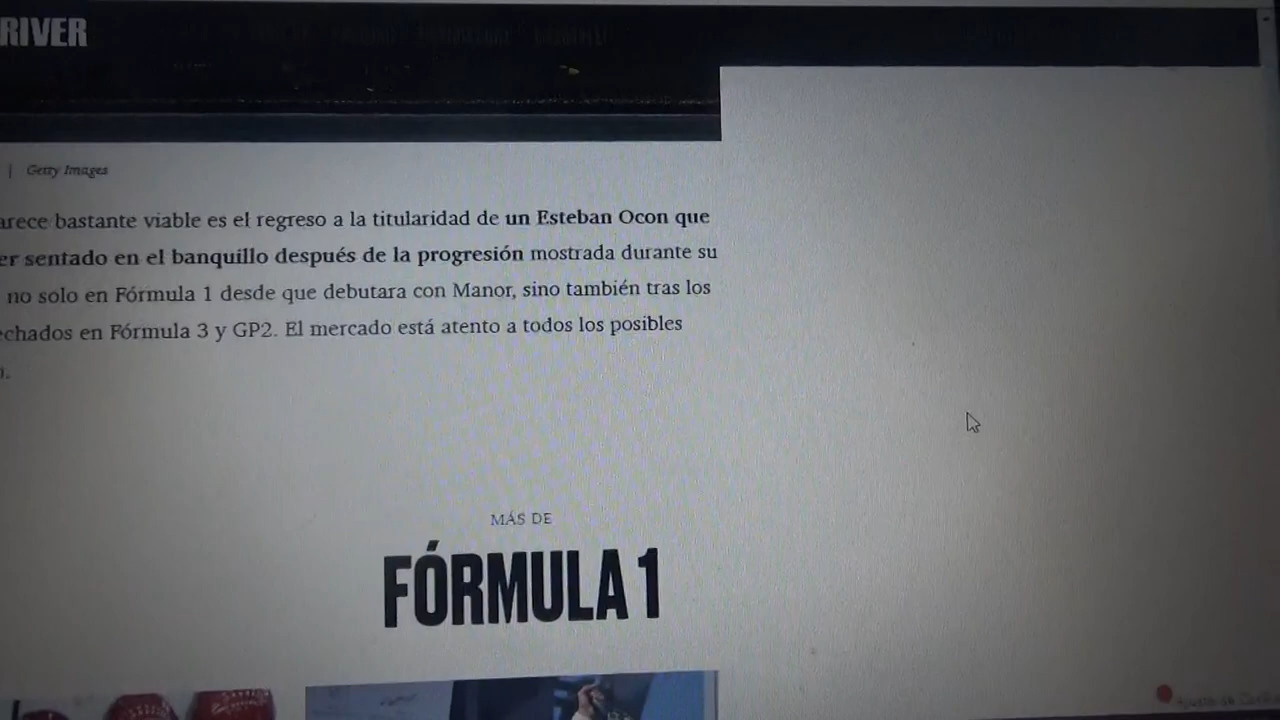 RIVER
| Getty Images
arece bastante viable es el regreso a la titularidad de un Esteban Ocon que
er sentado en el banquillo después de la progresión mostrada durante su
no solo en Fórmula 1 desde que debutara con Manor, sino también tras los
echados en Fórmula 3 y GP2. El mercado está atento a todos los posibles
MÁS DE
FÓRMULA 1